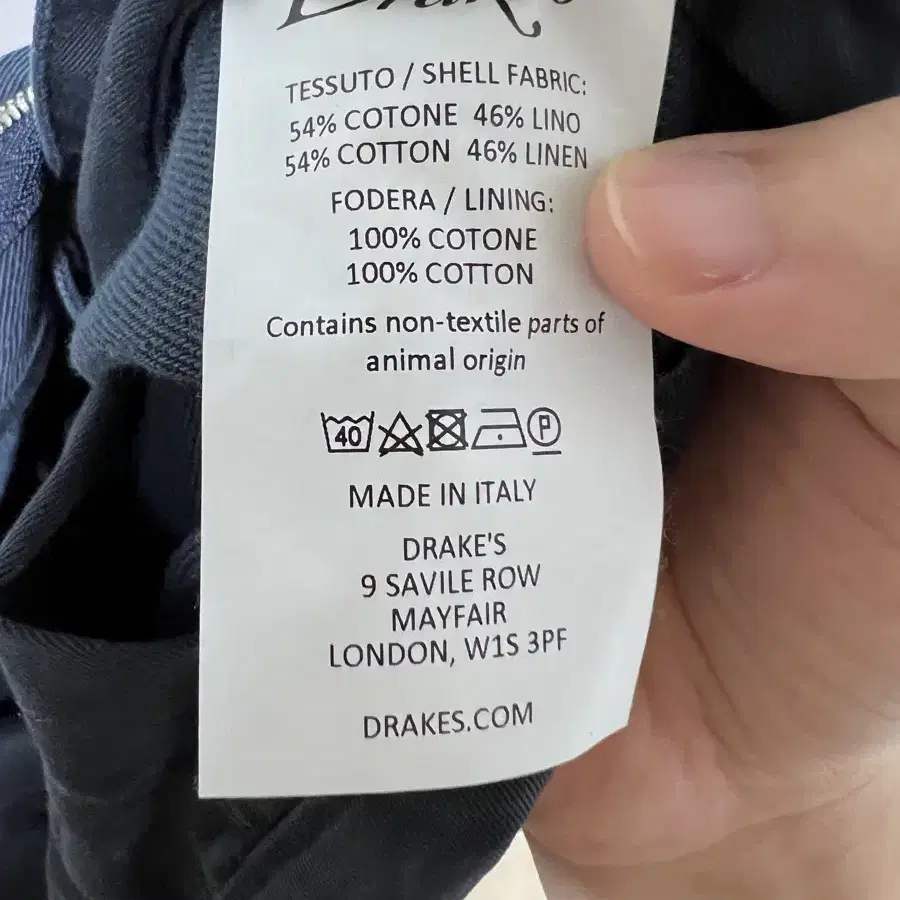 Drake's
TESSUTO / SHELL FABRIC:
54% COTONE 46% LINO
54% COTTON 46% LINEN
FODERA / LINING:
100% COTONE
100% COTTON
Contains non-textile parts of
animal origin
40 P
MADE IN ITALY
DRAKE'S
9 SAVILE ROW
MAYFAIR
LONDON, W1S 3PF
DRAKES.COM